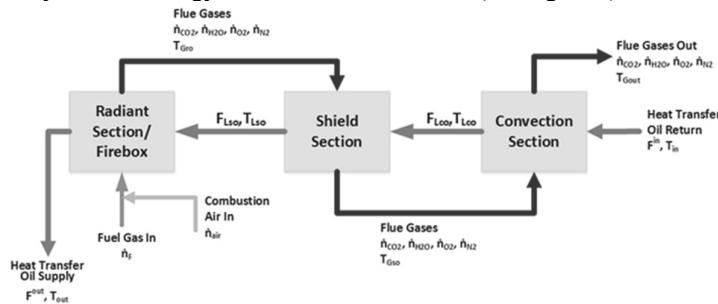 Flue Gases
ṅCO2, ṅH2O, ṅO2, ṅN2
TGro
Flue Gases Out
ṅCO2, ṅH2O, ṅO2, ṅN2
TGout
Radiant
Section/
Firebox
FLso,TLso
Shield
Section
FLco,TLco
Convection
Section
Heat Transfer
Oil Return
Fin, Tin
Combustion
Air In
ṅair
Fuel Gas In
ṅF
Flue Gases
ṅCO2, ṅH2O, ṅO2, ṅN2
TGso
Heat Transfer
Oil Supply
Fout, Tout